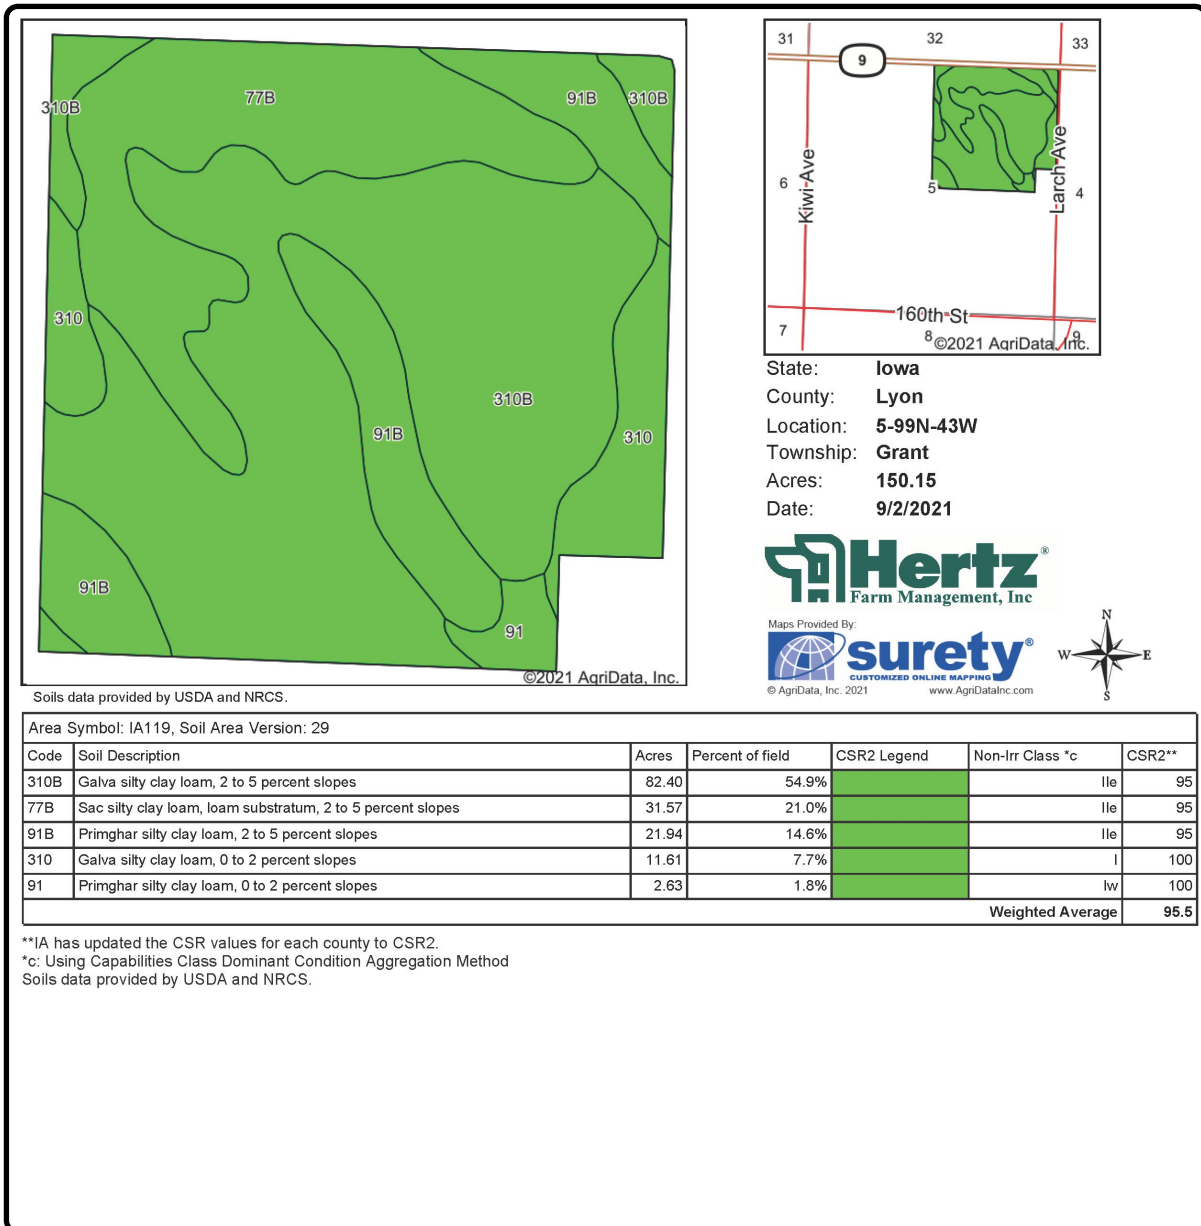 310B
77B
91B
310B
310
310B
91B
310
91B
91
©2021 AgriData, Inc.
Soils data provided by USDA and NRCS.
31
32
33
9
Kiwi Ave
Larch Ave
6
5
4
160th St
7
8
9
©2021 AgriData, Inc.
State: Iowa
County: Lyon
Location: 5-99N-43W
Township: Grant
Acres: 150.15
Date: 9/2/2021
Hertz®
Farm Management, Inc
Maps Provided By:
surety®
CUSTOMIZED ONLINE MAPPING
© AgriData, Inc. 2021 www.AgriDataInc.com
N
W E
S
Area Symbol: IA119, Soil Area Version: 29
Code Soil Description Acres Percent of field CSR2 Legend Non-Irr Class *c CSR2**
310B Galva silty clay loam, 2 to 5 percent slopes 82.40 54.9% IIe 95
77B Sac silty clay loam, loam substratum, 2 to 5 percent slopes 31.57 21.0% IIe 95
91B Primghar silty clay loam, 2 to 5 percent slopes 21.94 14.6% IIe 95
310 Galva silty clay loam, 0 to 2 percent slopes 11.61 7.7% I 100
91 Primghar silty clay loam, 0 to 2 percent slopes 2.63 1.8% Iw 100
Weighted Average 95.5
**IA has updated the CSR values for each county to CSR2.
*c: Using Capabilities Class Dominant Condition Aggregation Method
Soils data provided by USDA and NRCS.